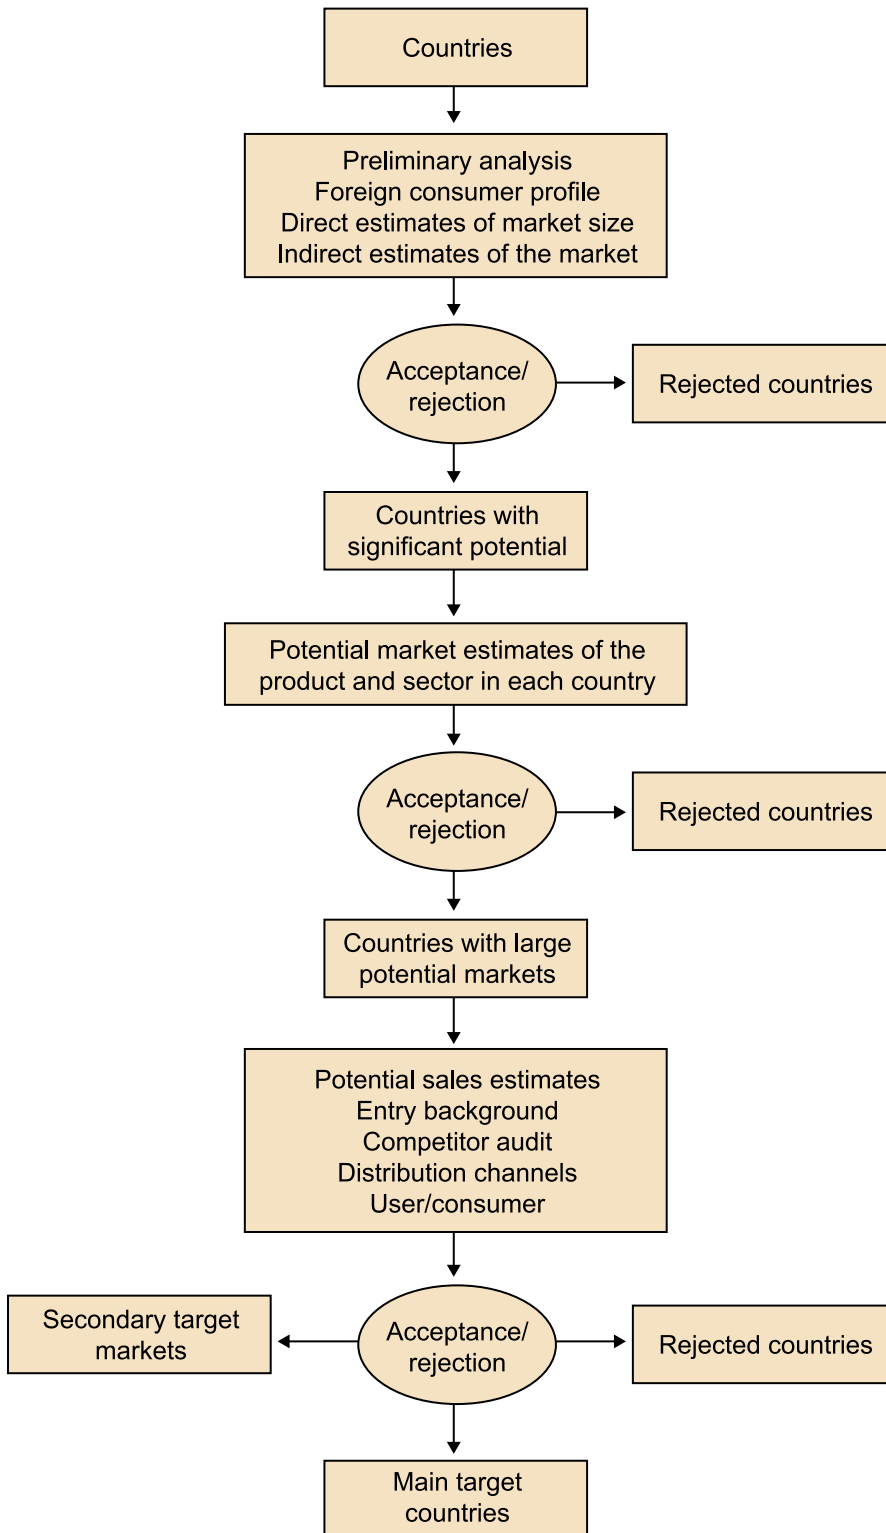 Countries
Preliminary analysis
Foreign consumer profile
Direct estimates of market size
Indirect estimates of the market
Acceptance/
rejection
Rejected countries
Countries with
significant potential
Potential market estimates of the
product and sector in each country
Acceptance/
rejection
Rejected countries
Countries with large
potential markets
Potential sales estimates
Entry background
Competitor audit
Distribution channels
User/consumer
Secondary target
markets
Acceptance/
rejection
Rejected countries
Main target
countries